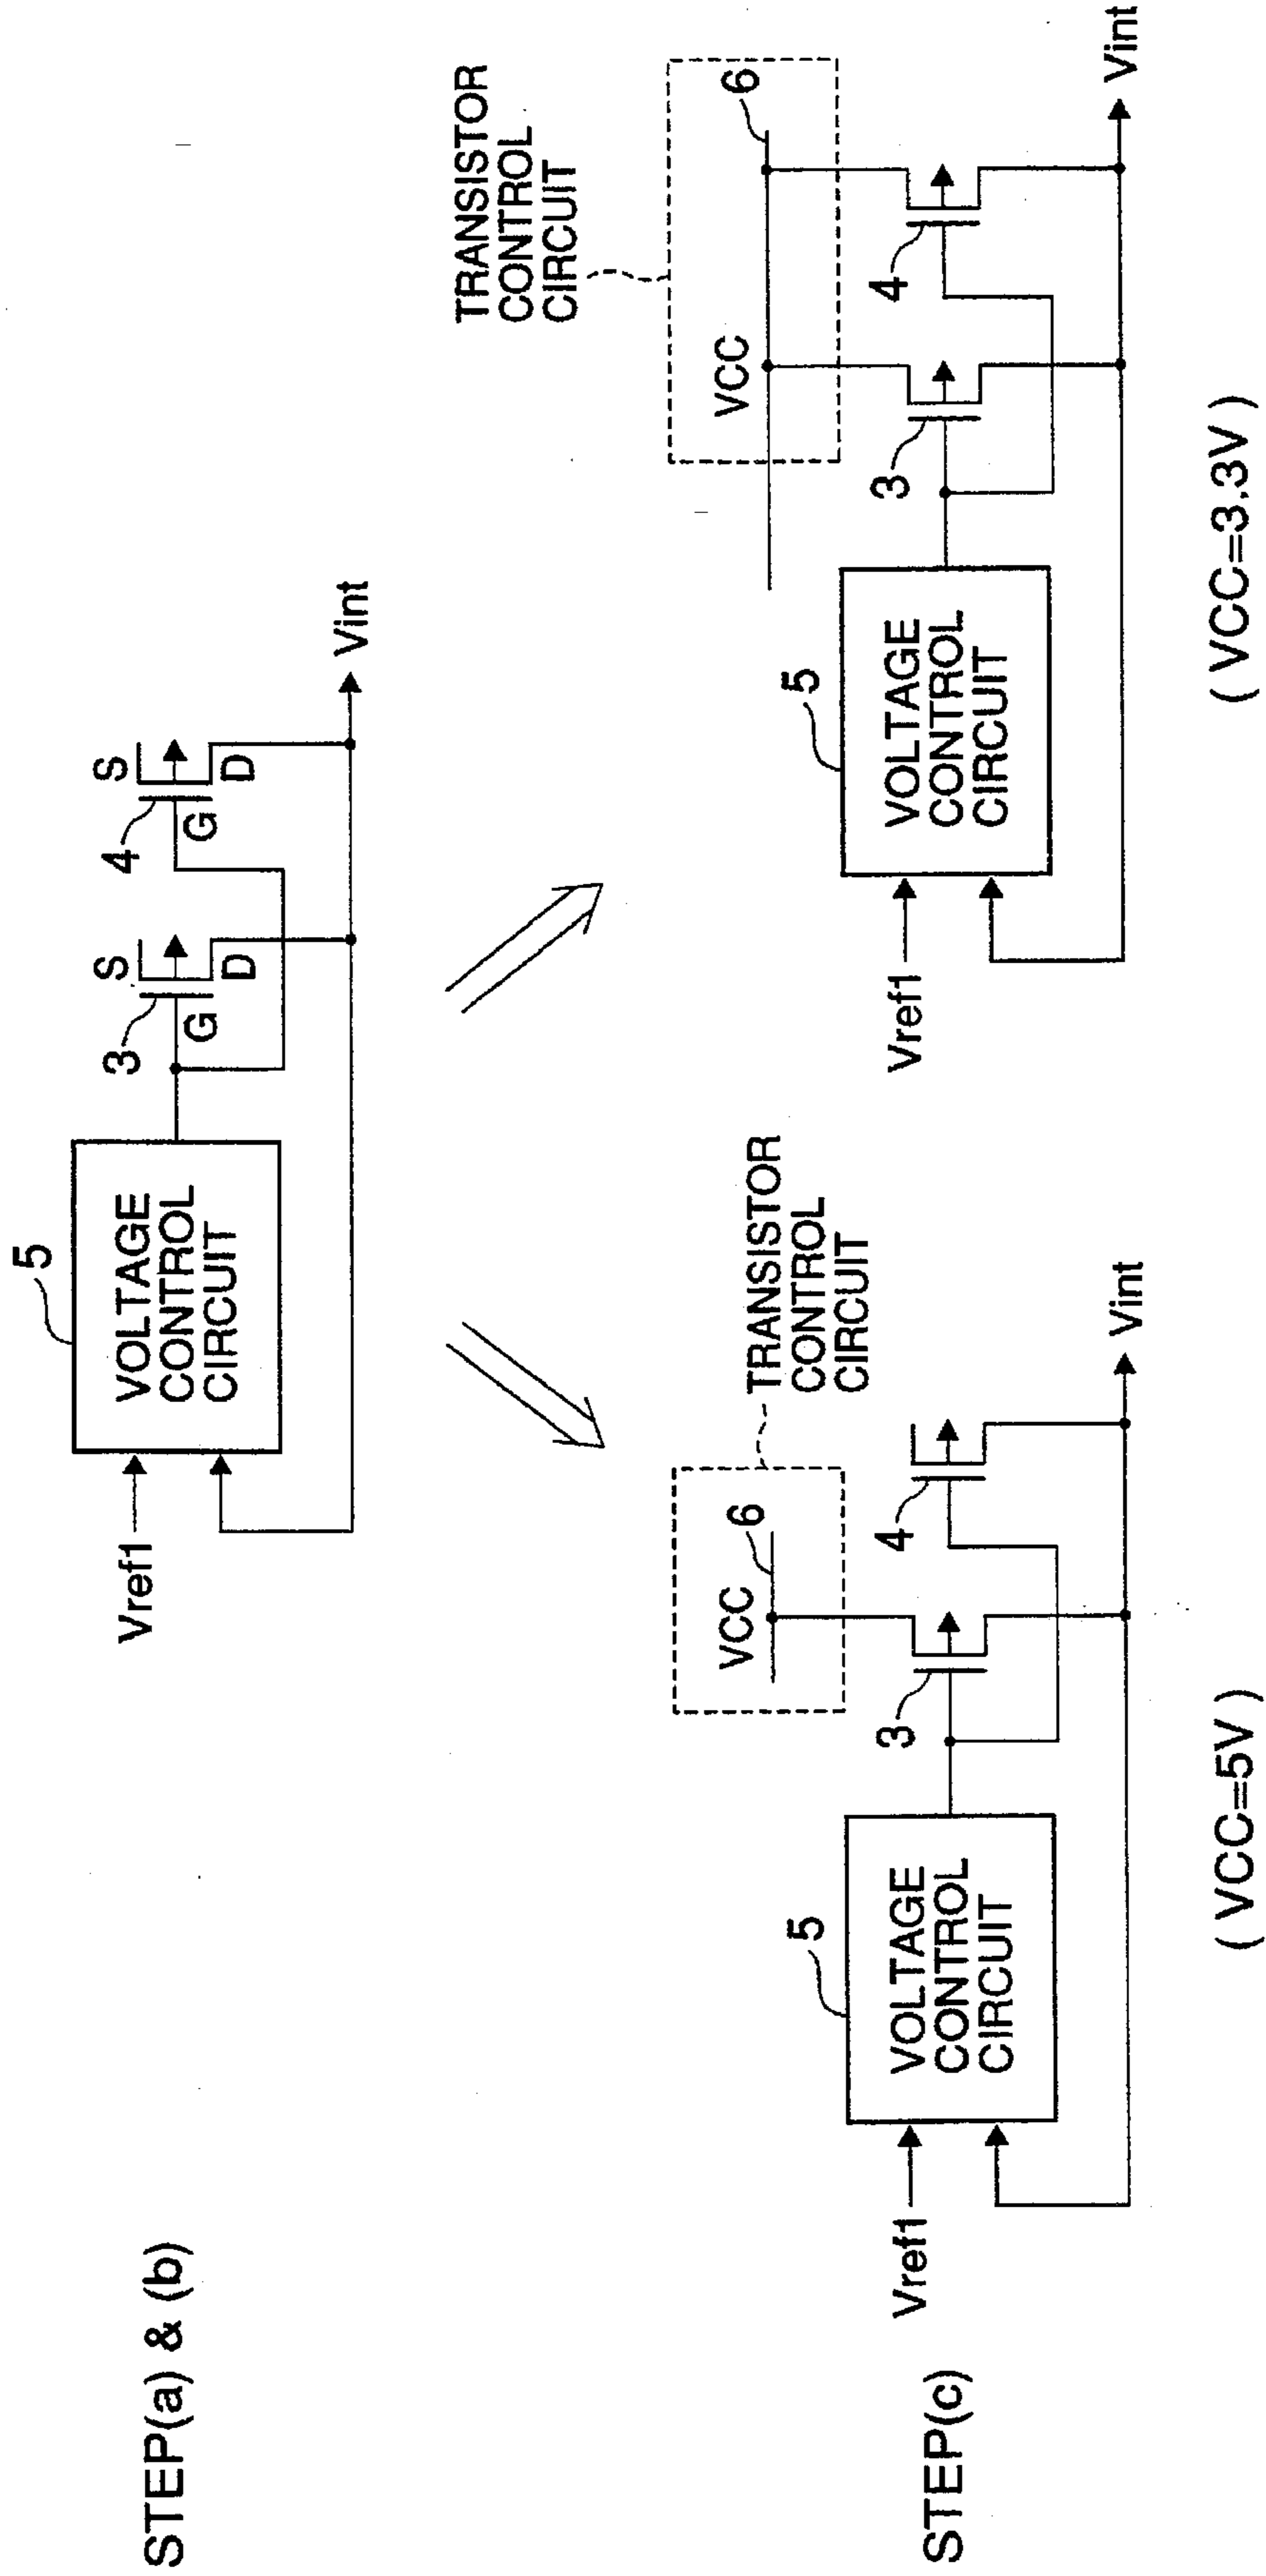 STEP(a) & (b)
5
VOLTAGE
CONTROL
CIRCUIT
Vref1
3
S
G
D
4
S
G
D
Vint
STEP(c)
5
VOLTAGE
CONTROL
CIRCUIT
Vref1
VCC
6
TRANSISTOR
CONTROL
CIRCUIT
3
4
Vint
( VCC=5V )
5
VOLTAGE
CONTROL
CIRCUIT
Vref1
VCC
6
TRANSISTOR
CONTROL
CIRCUIT
3
4
Vint
( VCC=3.3V )